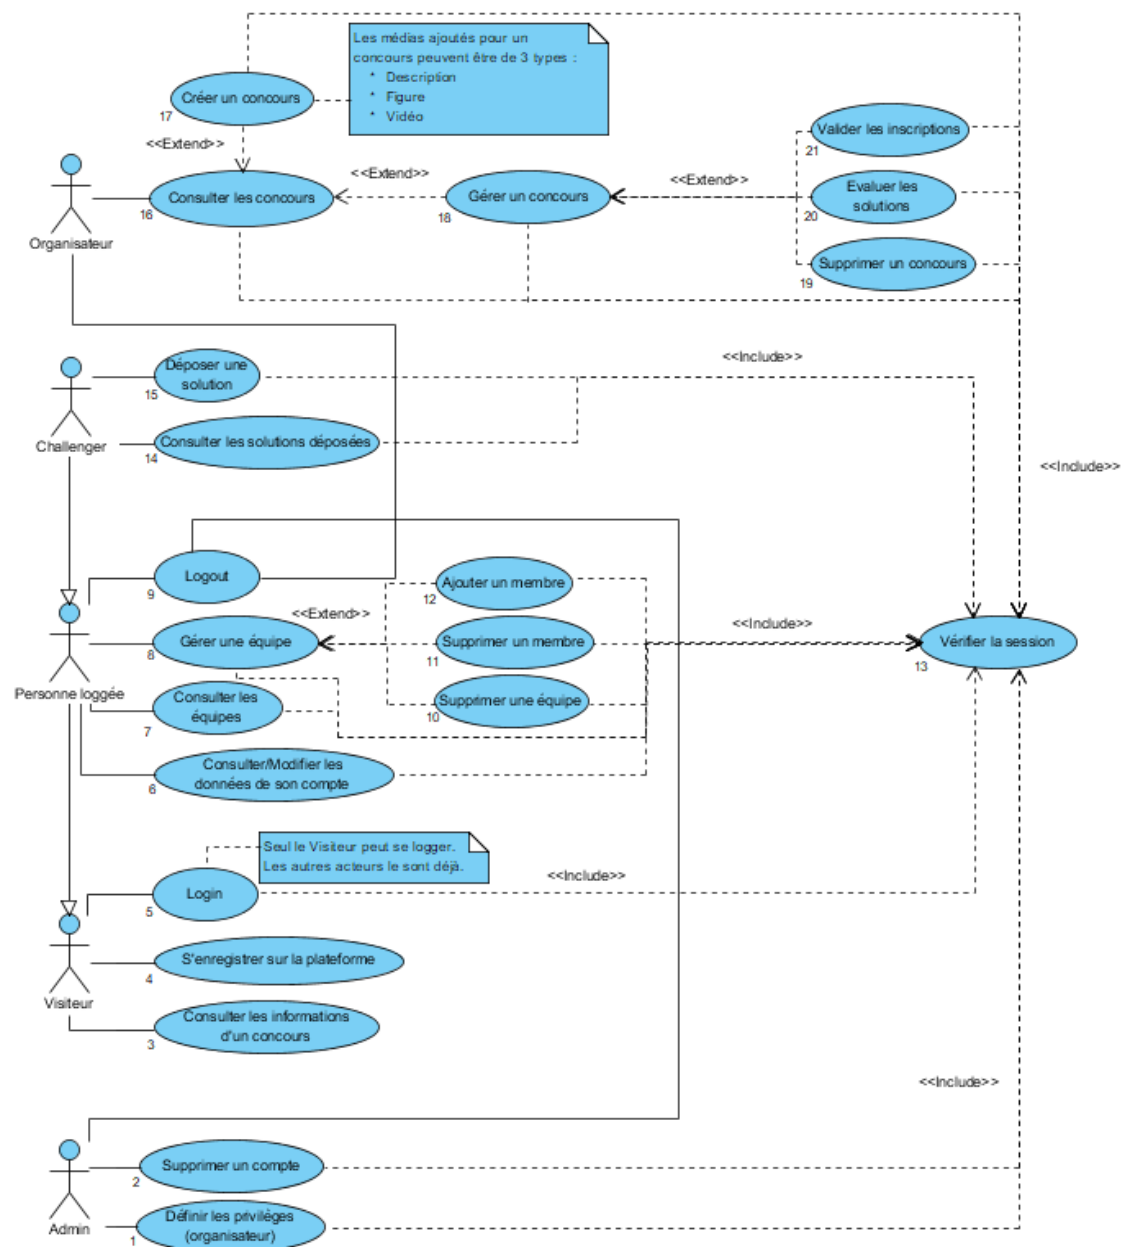 Les médias ajoutés pour un
concours peuvent être de 3 types :
* Description
* Figure
* Vidéo
Créer un concours
17
<<Extend>>
Valider les inscriptions
21
<<Extend>>
<<Extend>>
Consulter les concours
16
Gérer un concours
18
Evaluer les
solutions
20
Organisateur
Supprimer un concours
19
<<Include>>
Déposer une
solution
15
Challenger
Consulter les solutions déposées
14
<<Include>>
Logout
9
Ajouter un membre
12
<<Extend>>
<<Include>>
Gérer une équipe
8
Supprimer un membre
11
Vérifier la session
13
Personne loggée
Consulter les
équipes
7
Supprimer une équipe
10
Consulter/Modifier les
données de son compte
6
Seul le Visiteur peut se logger.
Les autres acteurs le sont déjà.
<<Include>>
Login
5
S'enregistrer sur la plateforme
4
Visiteur
Consulter les informations
d'un concours
3
<<Include>>
Supprimer un compte
2
Admin
Définir les privilèges
(organisateur)
1